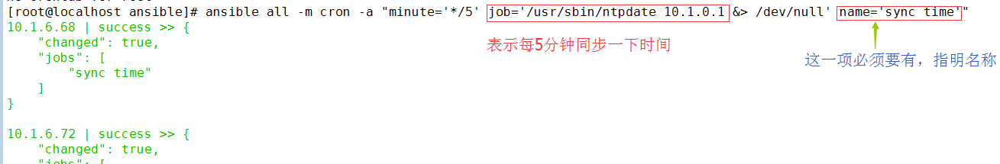 [root@localhost ansible]# ansible all -m cron -a "minute='*/5' job='/usr/sbin/ntpdate 10.1.0.1 &> /dev/null' name='sync time'"
10.1.6.68 | success >> {
"changed": true,
表示每5分钟同步一下时间
"jobs": [
这一项必须要有，指明名称
"sync time"
]
}
10.1.6.72 | success >> {
"changed": true,
"jobs": [